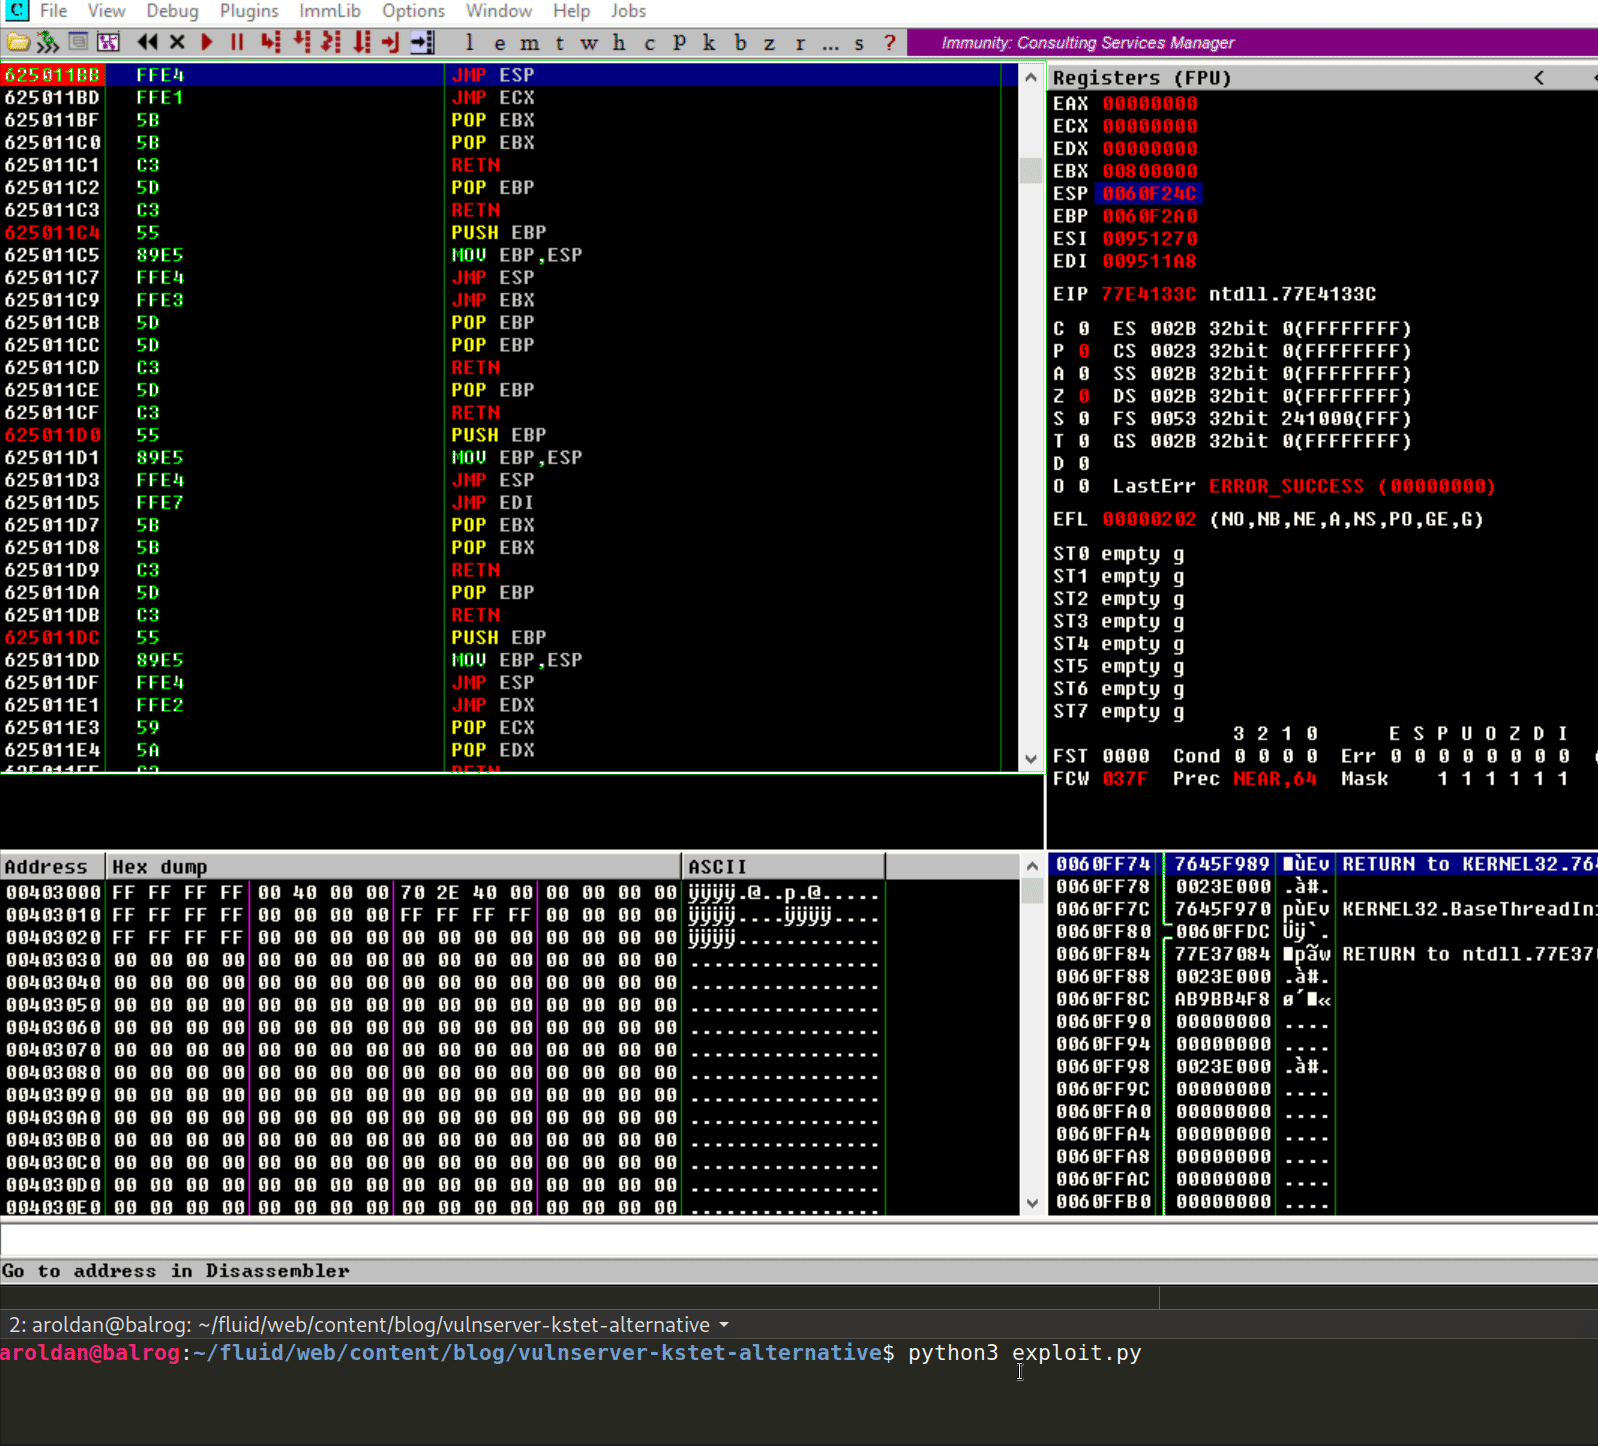 C File View Debug Plugins ImmLib Options Window Help Jobs
l e m t w h c P k b z r ... s ? Immunity: Consulting Services Manager
625011BB FFE4 JMP ESP
625011BD FFE1 JMP ECX
625011BF 5B POP EBX
625011C0 5B POP EBX
625011C1 C3 RETN
625011C2 5D POP EBP
625011C3 C3 RETN
625011C4 55 PUSH EBP
625011C5 89E5 MOV EBP,ESP
625011C7 FFE4 JMP ESP
625011C9 FFE3 JMP EBX
625011CB 5D POP EBP
625011CC 5D POP EBP
625011CD C3 RETN
625011CE 5D POP EBP
625011CF C3 RETN
625011D0 55 PUSH EBP
625011D1 89E5 MOV EBP,ESP
625011D3 FFE4 JMP ESP
625011D5 FFE7 JMP EDI
625011D7 5B POP EBX
625011D8 5B POP EBX
625011D9 C3 RETN
625011DA 5D POP EBP
625011DB C3 RETN
625011DC 55 PUSH EBP
625011DD 89E5 MOV EBP,ESP
625011DF FFE4 JMP ESP
625011E1 FFE2 JMP EDX
625011E3 59 POP ECX
625011E4 5A POP EDX
Registers (FPU) <
EAX 00000000
ECX 00000000
EDX 00000000
EBX 00800000
ESP 0060F24C
EBP 0060F2A0
ESI 00951270
EDI 009511A8
EIP 77E4133C ntdll.77E4133C
C 0 ES 002B 32bit 0(FFFFFFFF)
P 0 CS 0023 32bit 0(FFFFFFFF)
A 0 SS 002B 32bit 0(FFFFFFFF)
Z 0 DS 002B 32bit 0(FFFFFFFF)
S 0 FS 0053 32bit 241000(FFF)
T 0 GS 002B 32bit 0(FFFFFFFF)
D 0
O 0 LastErr ERROR_SUCCESS (00000000)
EFL 00000202 (NO,NB,NE,A,NS,PO,GE,G)
ST0 empty g
ST1 empty g
ST2 empty g
ST3 empty g
ST4 empty g
ST5 empty g
ST6 empty g
ST7 empty g
3 2 1 0 E S P U O Z D I
FST 0000 Cond 0 0 0 0 Err 0 0 0 0 0 0 0 0
FCW 037F Prec NEAR,64 Mask 1 1 1 1 1 1
Address Hex dump ASCII
00403000 FF FF FF FF 00 40 00 00 70 2E 40 00 00 00 00 00 ÿÿÿÿ.@..p.@.....
00403010 FF FF FF FF 00 00 00 00 FF FF FF FF 00 00 00 00 ÿÿÿÿ....ÿÿÿÿ....
00403020 FF FF FF FF 00 00 00 00 00 00 00 00 00 00 00 00 ÿÿÿÿ............
00403030 00 00 00 00 00 00 00 00 00 00 00 00 00 00 00 00 ................
00403040 00 00 00 00 00 00 00 00 00 00 00 00 00 00 00 00 ................
00403050 00 00 00 00 00 00 00 00 00 00 00 00 00 00 00 00 ................
00403060 00 00 00 00 00 00 00 00 00 00 00 00 00 00 00 00 ................
00403070 00 00 00 00 00 00 00 00 00 00 00 00 00 00 00 00 ................
00403080 00 00 00 00 00 00 00 00 00 00 00 00 00 00 00 00 ................
00403090 00 00 00 00 00 00 00 00 00 00 00 00 00 00 00 00 ................
004030A0 00 00 00 00 00 00 00 00 00 00 00 00 00 00 00 00 ................
004030B0 00 00 00 00 00 00 00 00 00 00 00 00 00 00 00 00 ................
004030C0 00 00 00 00 00 00 00 00 00 00 00 00 00 00 00 00 ................
004030D0 00 00 00 00 00 00 00 00 00 00 00 00 00 00 00 00 ................
004030E0 00 00 00 00 00 00 00 00 00 00 00 00 00 00 00 00 ................
0060FF74 7645F989 ■ùEv RETURN to KERNEL32.764
0060FF78 0023E000 .à#.
0060FF7C 7645F970 pùEv KERNEL32.BaseThreadIni
0060FF80 0060FFDC Üÿ`.
0060FF84 77E37084 ■pãw RETURN to ntdll.77E37
0060FF88 0023E000 .à#.
0060FF8C AB9BB4F8 ø´■«
0060FF90 00000000 ....
0060FF94 00000000 ....
0060FF98 0023E000 .à#.
0060FF9C 00000000 ....
0060FFA0 00000000 ....
0060FFA4 00000000 ....
0060FFA8 00000000 ....
0060FFAC 00000000 ....
0060FFB0 00000000 ....
Go to address in Disassembler
2: aroldan@balrog: ~/fluid/web/content/blog/vulnserver-kstet-alternative
aroldan@balrog:~/fluid/web/content/blog/vulnserver-kstet-alternative$ python3 exploit.py